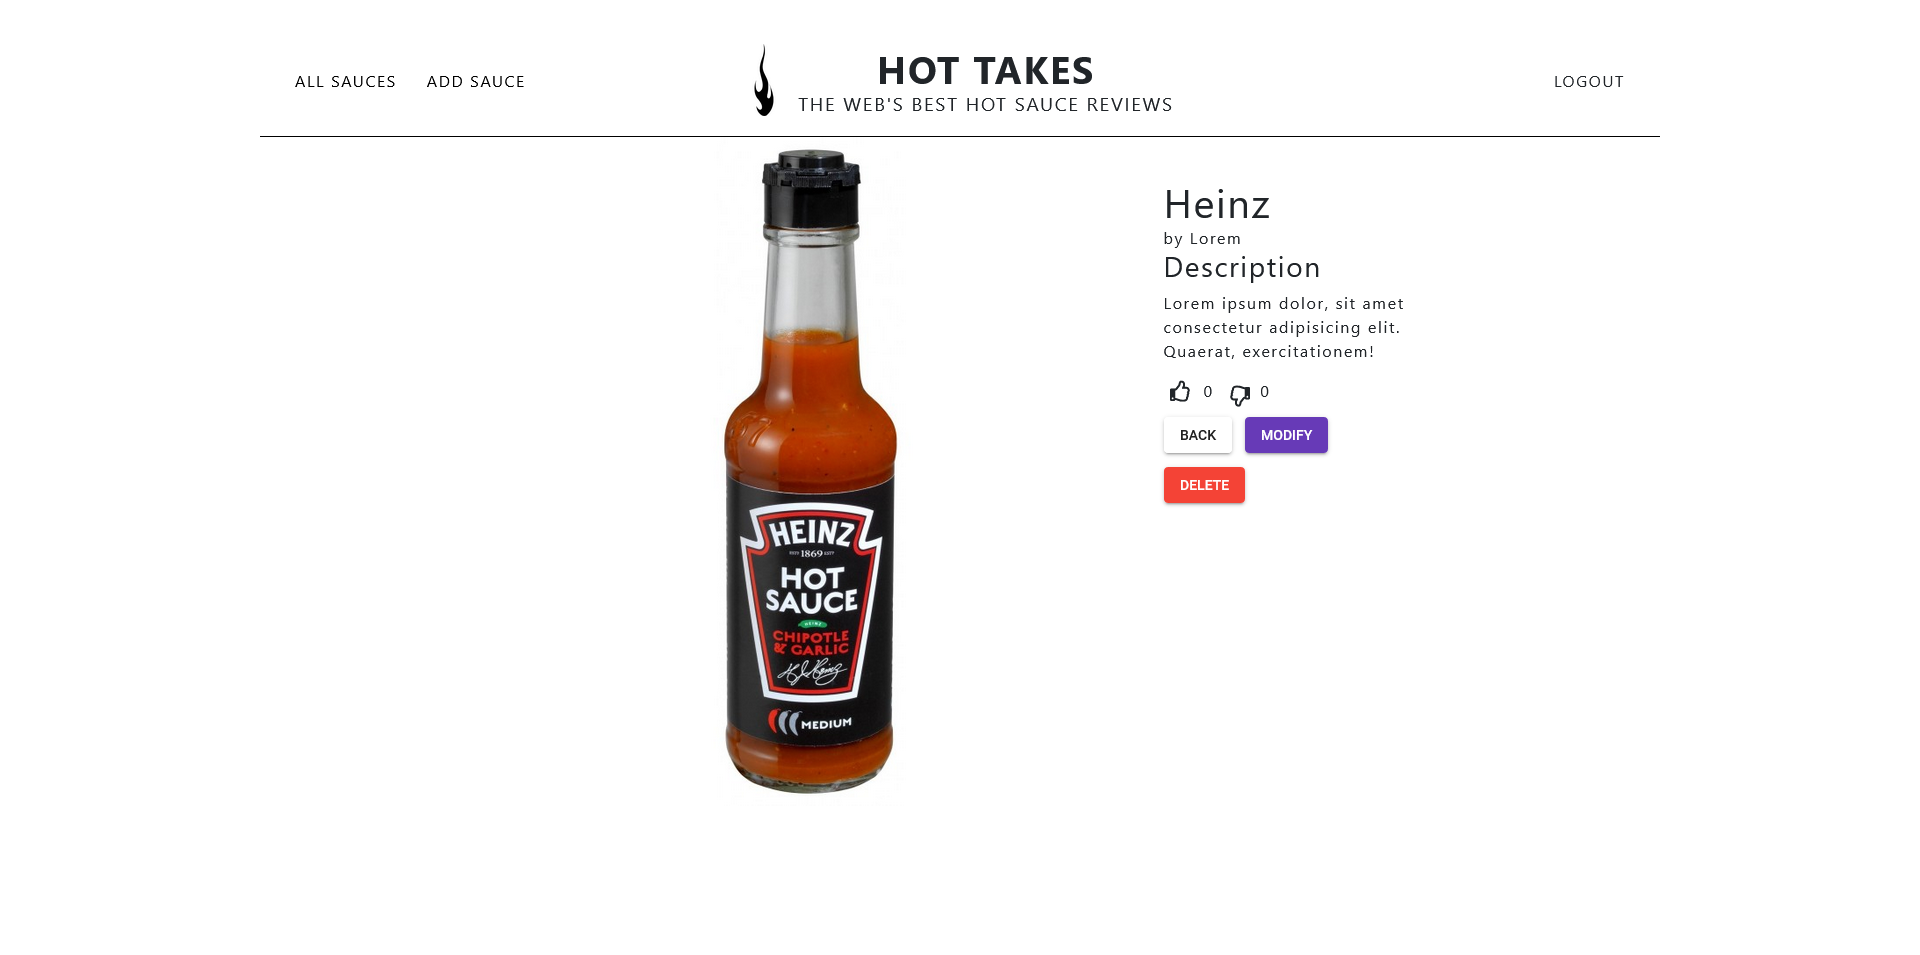 ALL SAUCES
ADD SAUCE
HOT TAKES
THE WEB'S BEST HOT SAUCE REVIEWS
LOGOUT
HEINZ
ESTD 1869 ESTD
HOT
SAUCE
HEINZ
CHIPOTLE
& GARLIC
MEDIUM
Heinz
by Lorem
Description
Lorem ipsum dolor, sit amet
consectetur adipisicing elit.
Quaerat, exercitationem!
0 0
BACK MODIFY
DELETE